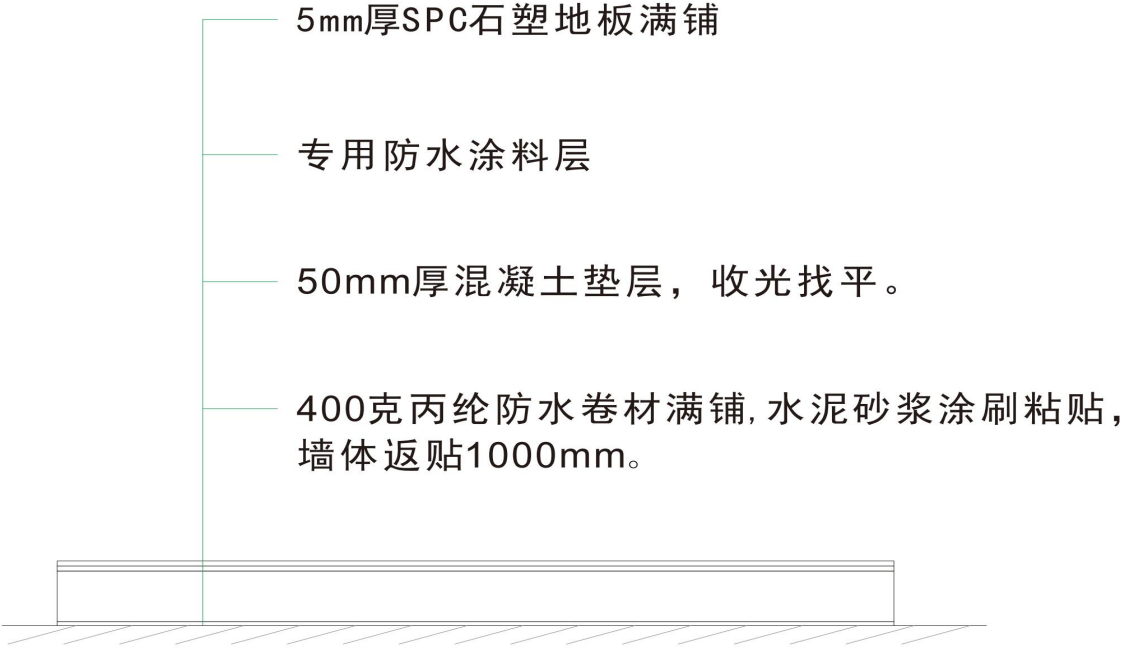 5mm厚SPC石塑地板满铺
专用防水涂料层
50mm厚混凝土垫层，收光找平。
400克丙纶防水卷材满铺,水泥砂浆涂刷粘贴，
墙体返贴1000mm。